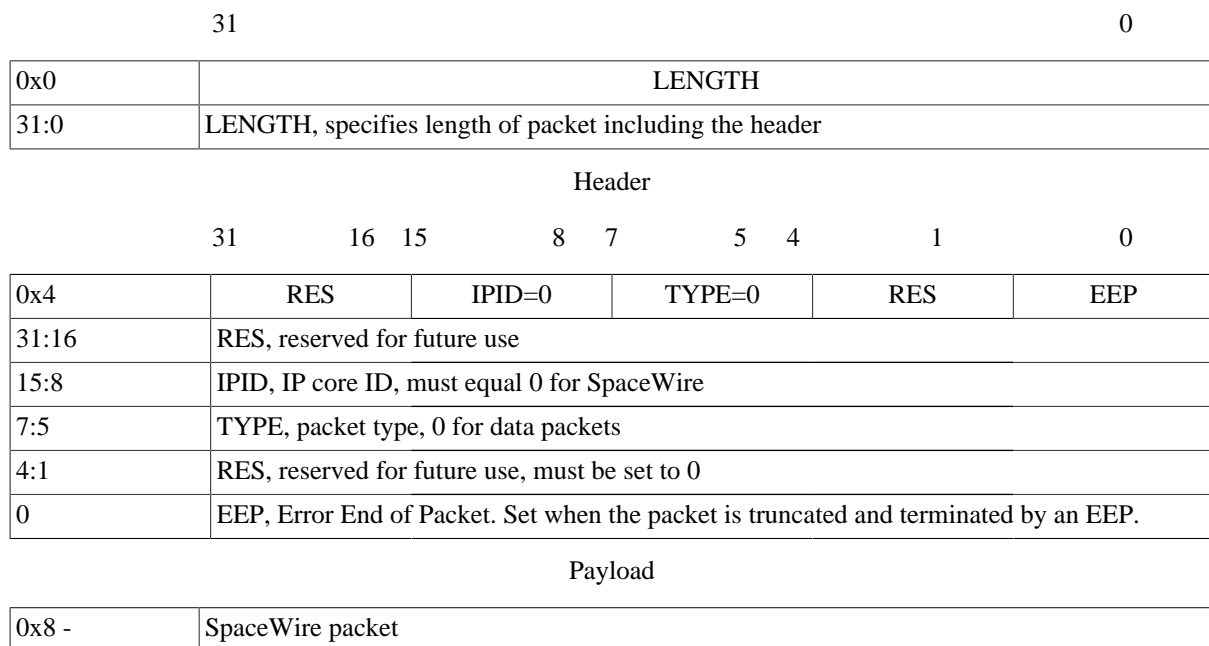 31 0
0x0 LENGTH
31:0 LENGTH, specifies length of packet including the header
Header
31 16 15 8 7 5 4 1 0
0x4 RES IPID=0 TYPE=0 RES EEP
31:16 RES, reserved for future use
15:8 IPID, IP core ID, must equal 0 for SpaceWire
7:5 TYPE, packet type, 0 for data packets
4:1 RES, reserved for future use, must be set to 0
0 EEP, Error End of Packet. Set when the packet is truncated and terminated by an EEP.
Payload
0x8 - SpaceWire packet